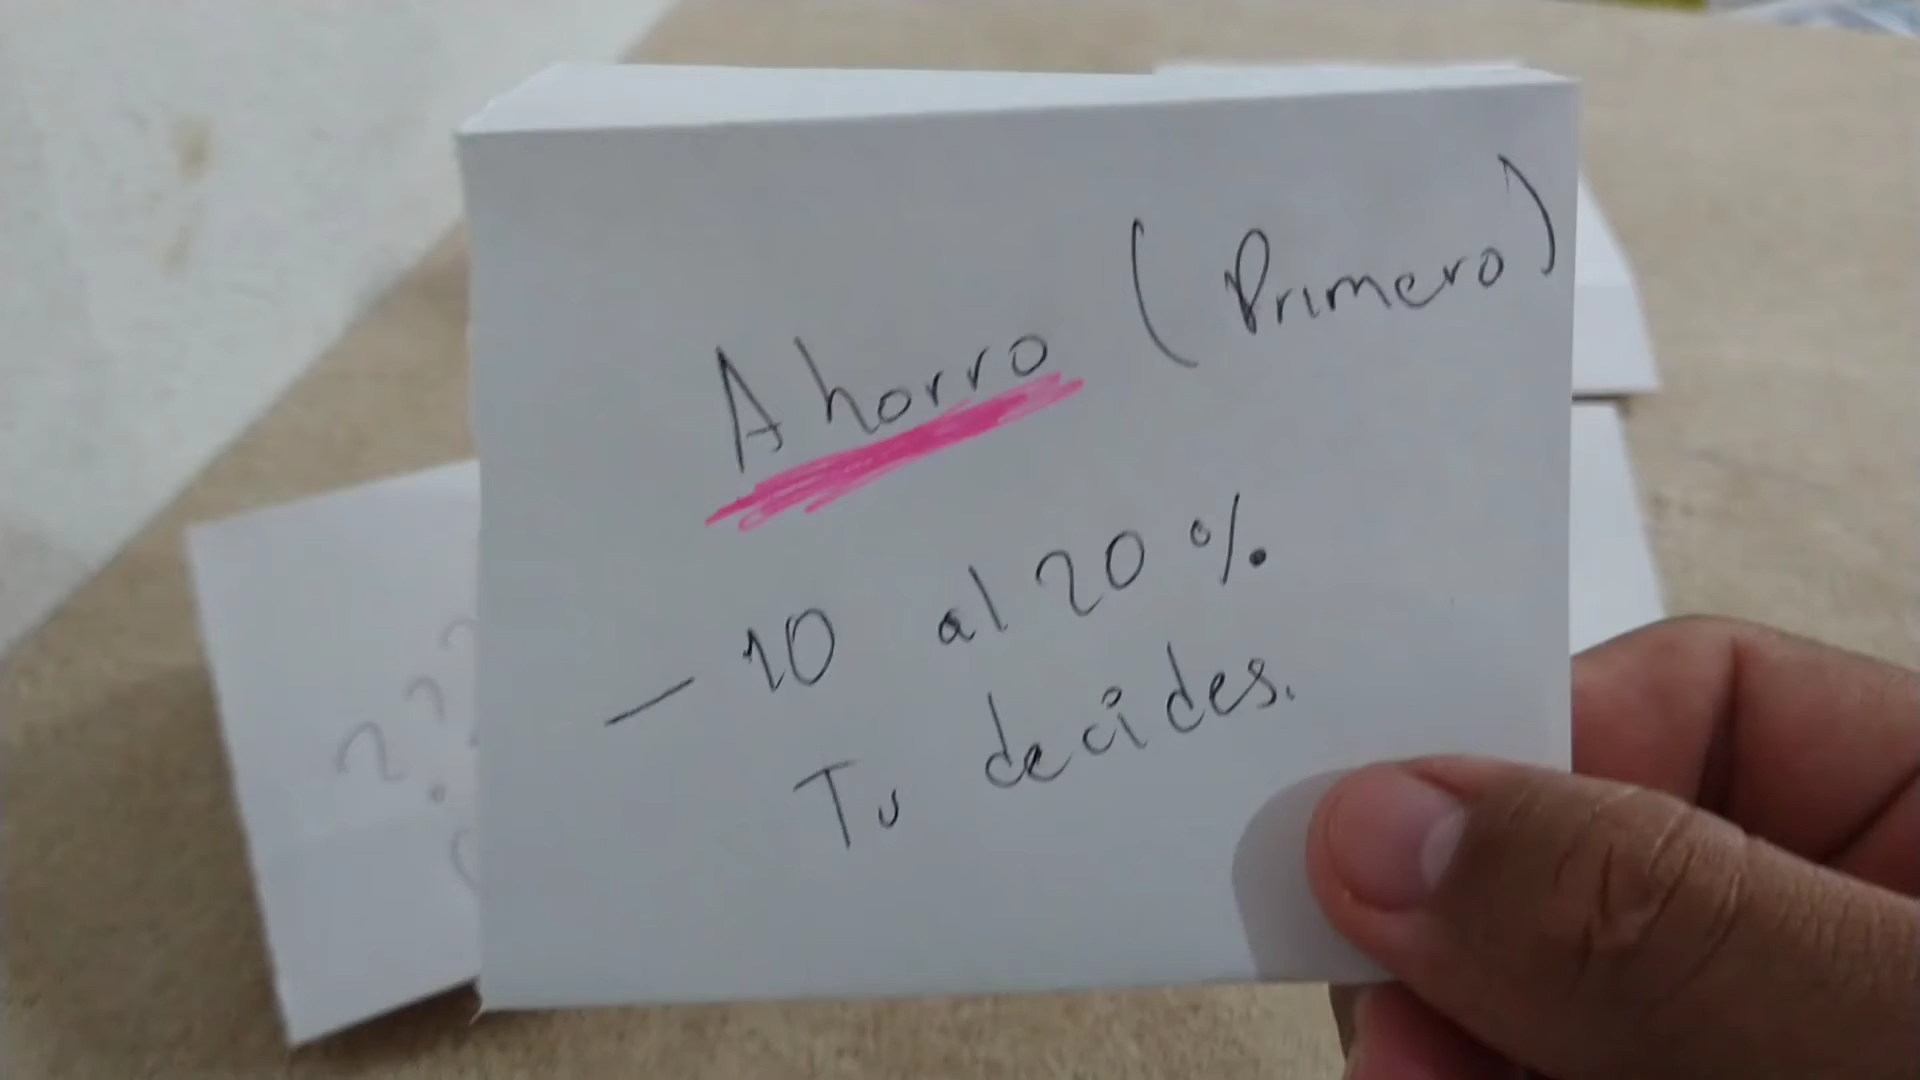 Ahorro (Primero)
– 10 al 20 %.
Tu decides.
? ? ?